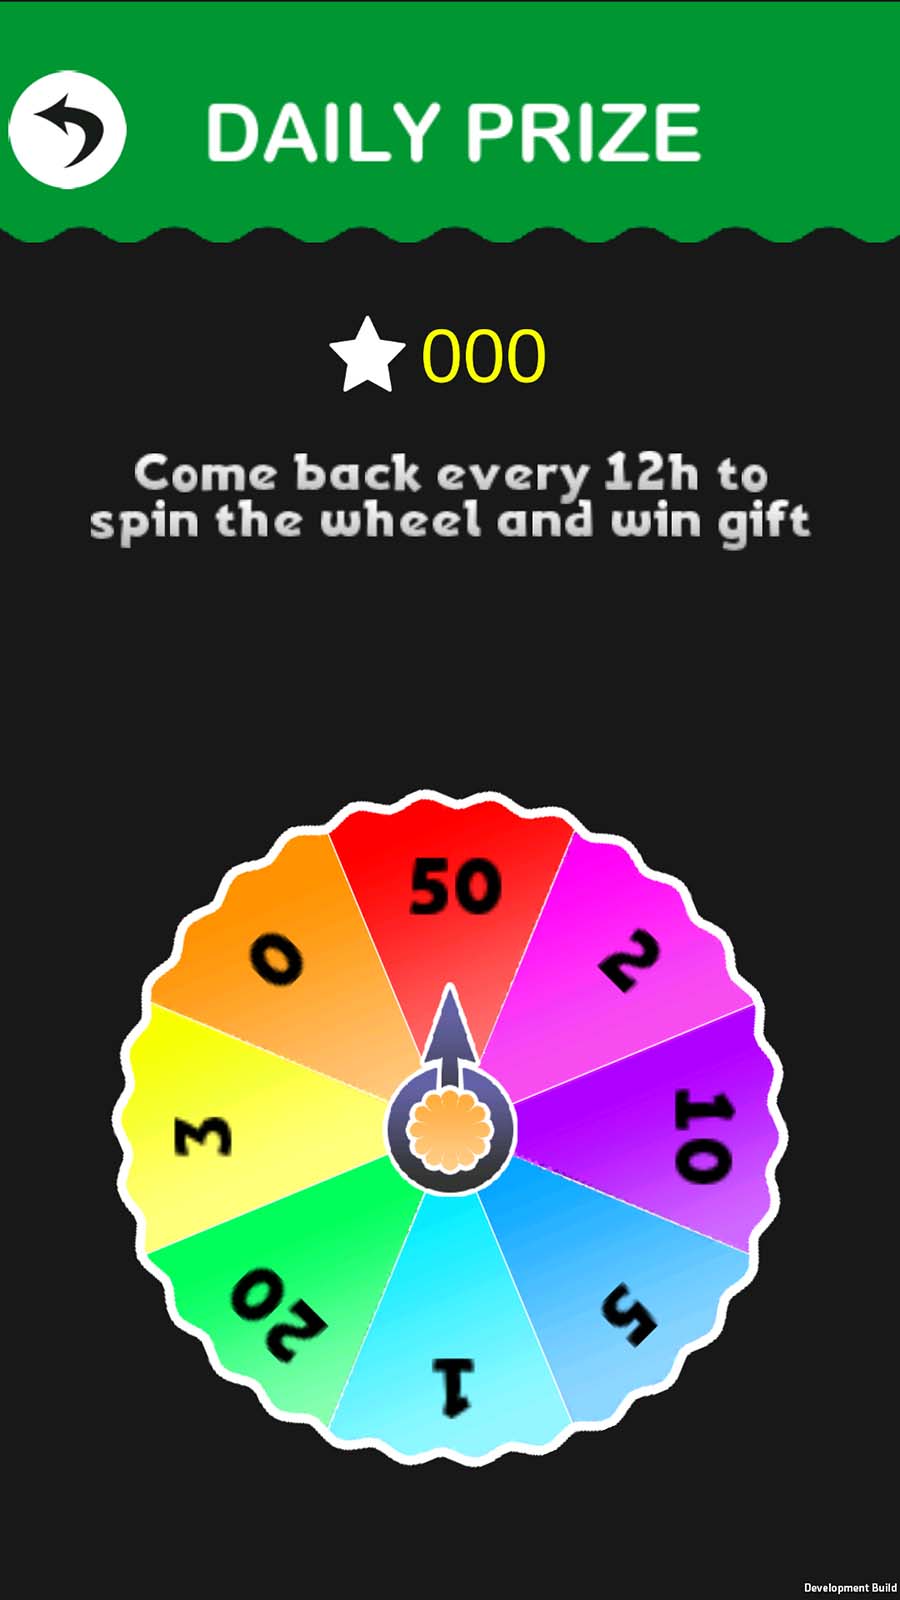 DAILY PRIZE
000
Come back every 12h to
spin the wheel and win gift
50
2
10
5
1
20
3
0
Development Build